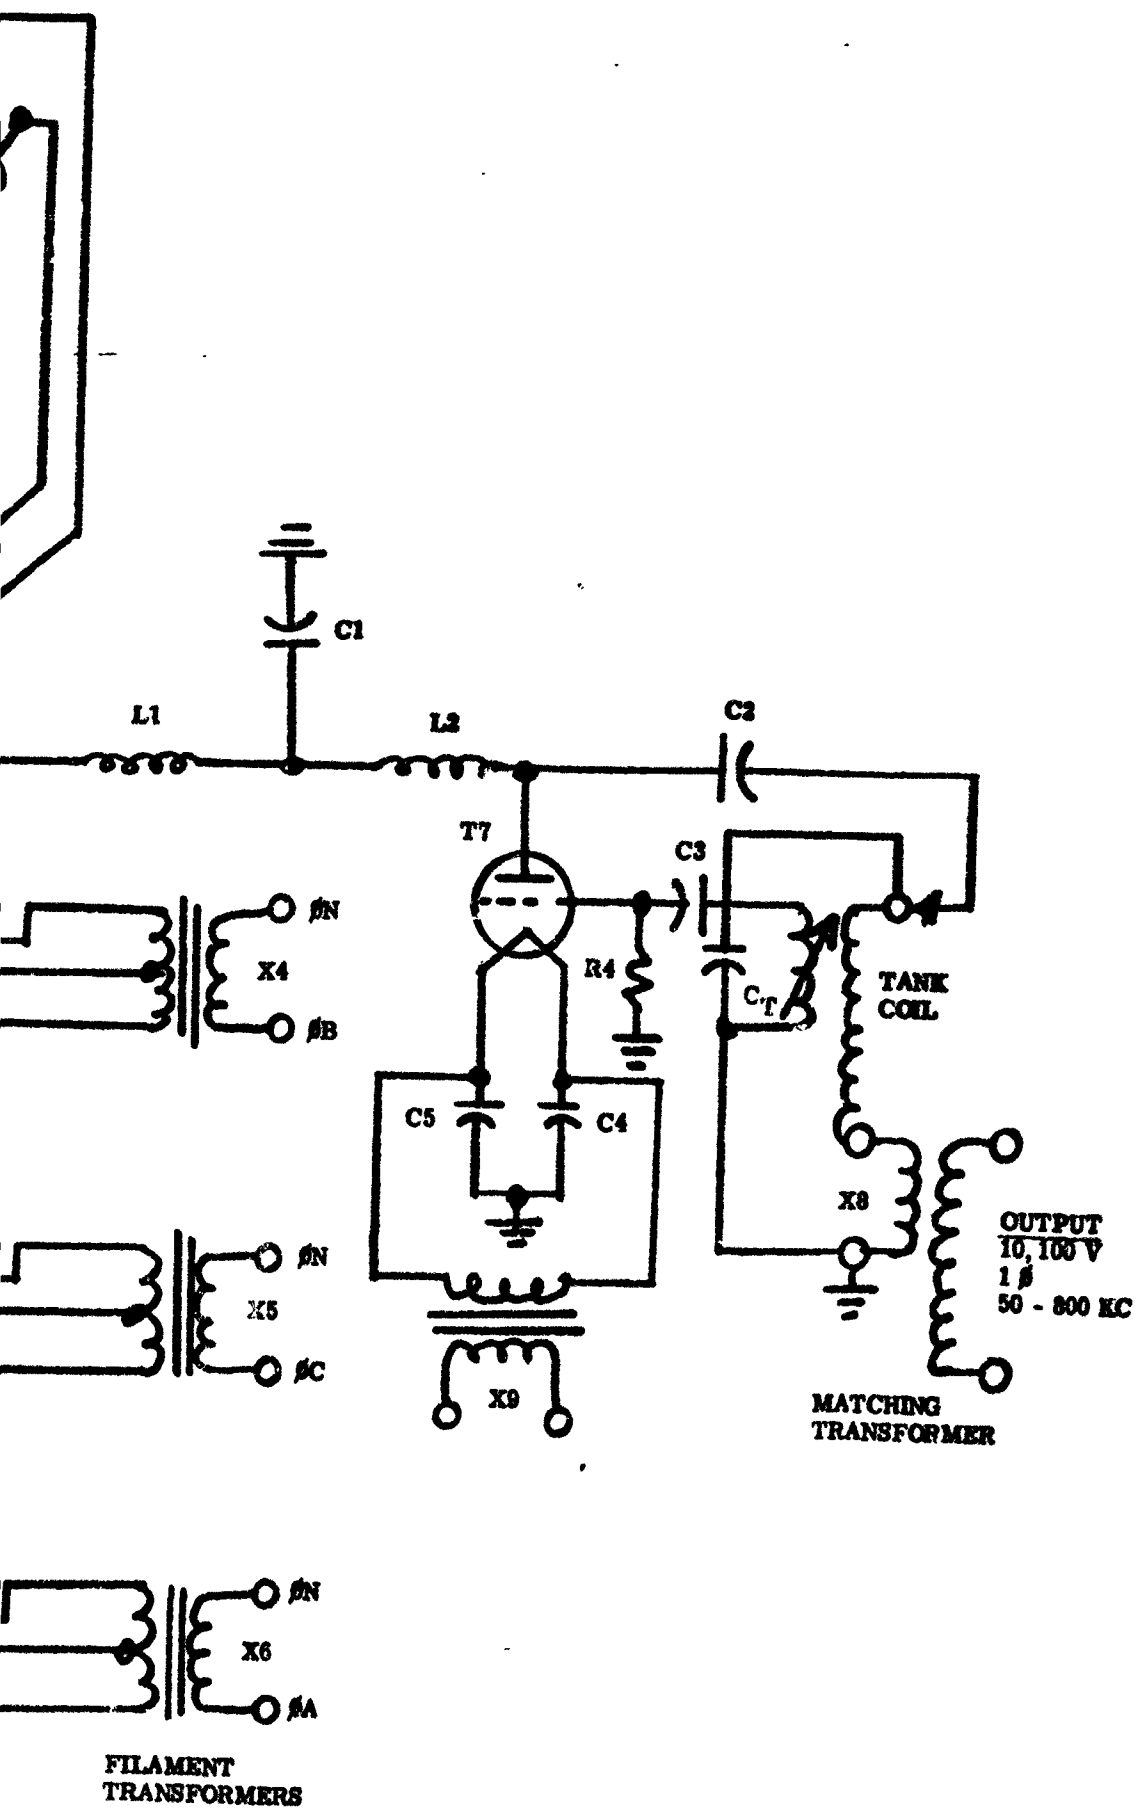 C1
L1
L2
C2
T7
C3
øN
X4
R4
C_T
TANK
COIL
øB
C5
C4
X8
OUTPUT
10, 100 V
1 ø
50 - 800 KC
øN
X5
øC
X9
MATCHING
TRANSFORMER
øN
X6
øA
FILAMENT
TRANSFORMERS